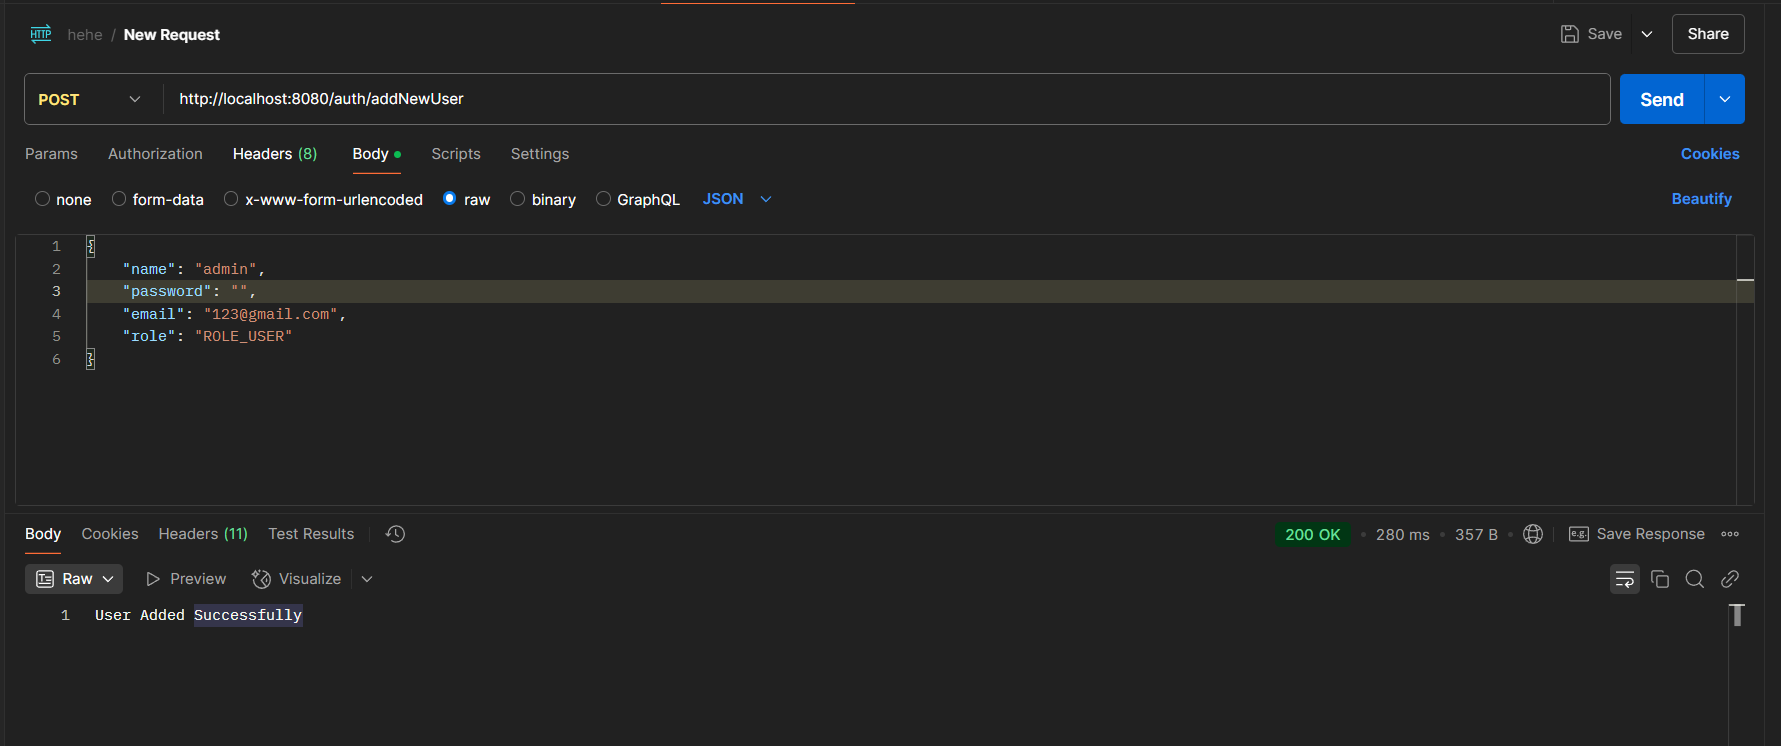 HTTP hehe / New Request Save Share
POST http://localhost:8080/auth/addNewUser Send
Params Authorization Headers (8) Body Scripts Settings Cookies
none form-data x-www-form-urlencoded raw binary GraphQL JSON Beautify
1 {
2 "name": "admin",
3 "password": "",
4 "email": "123@gmail.com",
5 "role": "ROLE_USER"
6 }
Body Cookies Headers (11) Test Results 200 OK • 280 ms • 357 B • e.g. Save Response
Raw Preview Visualize
1 User Added Successfully